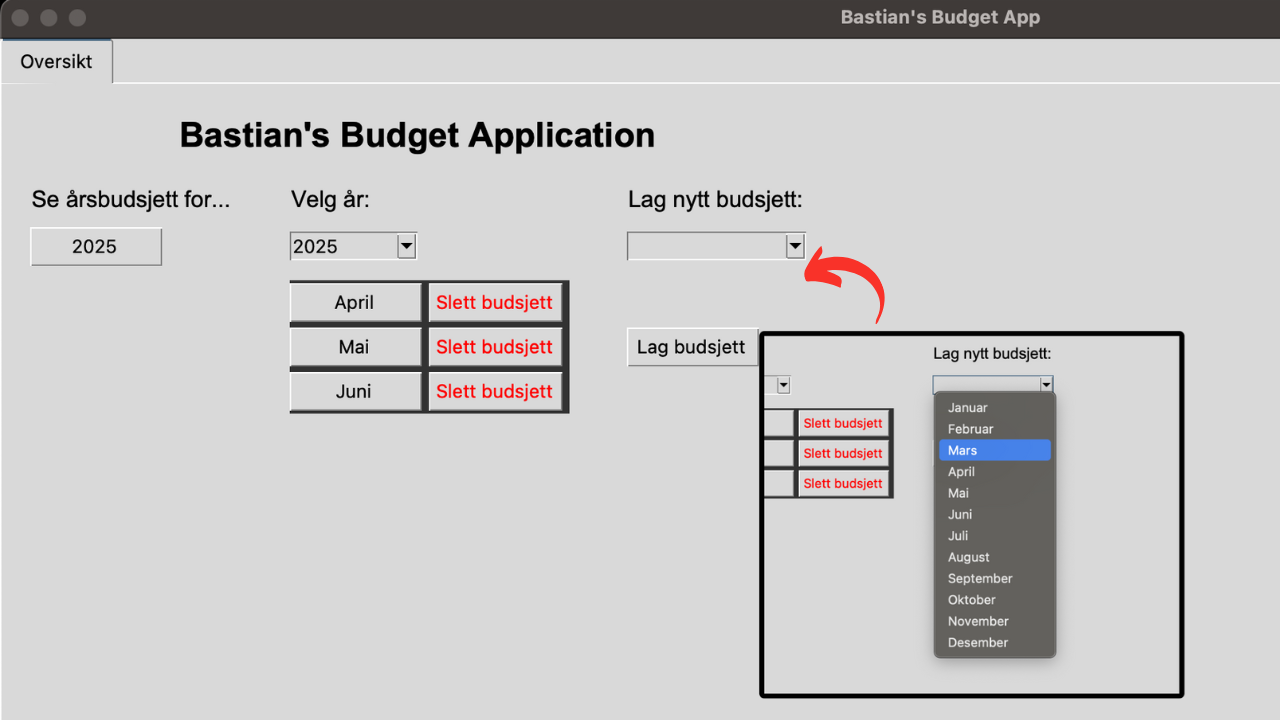 Bastian's Budget App
Oversikt
Bastian's Budget Application
Se årsbudsjett for...
Velg år:
Lag nytt budsjett:
2025
2025
April
Slett budsjett
Mai
Slett budsjett
Juni
Slett budsjett
Lag budsjett
Lag nytt budsjett:
Slett budsjett
Slett budsjett
Slett budsjett
Januar
Februar
Mars
April
Mai
Juni
Juli
August
September
Oktober
November
Desember